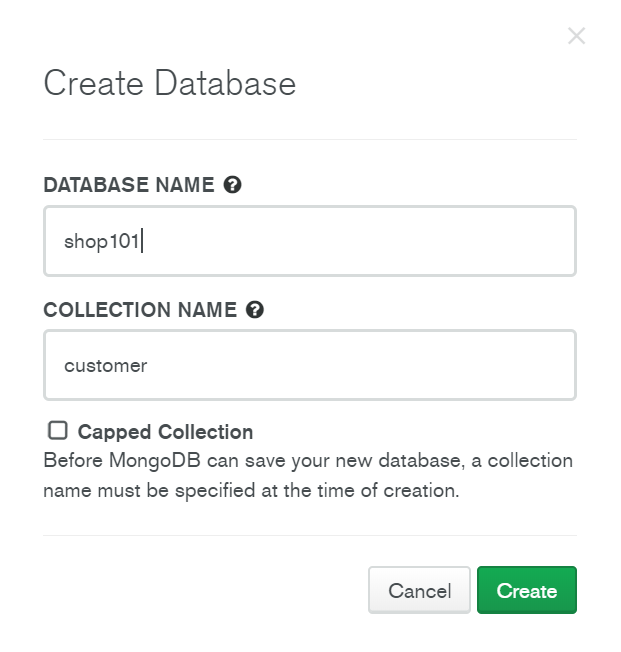 Create Database
DATABASE NAME
shop101
COLLECTION NAME
customer
Capped Collection
Before MongoDB can save your new database, a collection
name must be specified at the time of creation.
Cancel Create